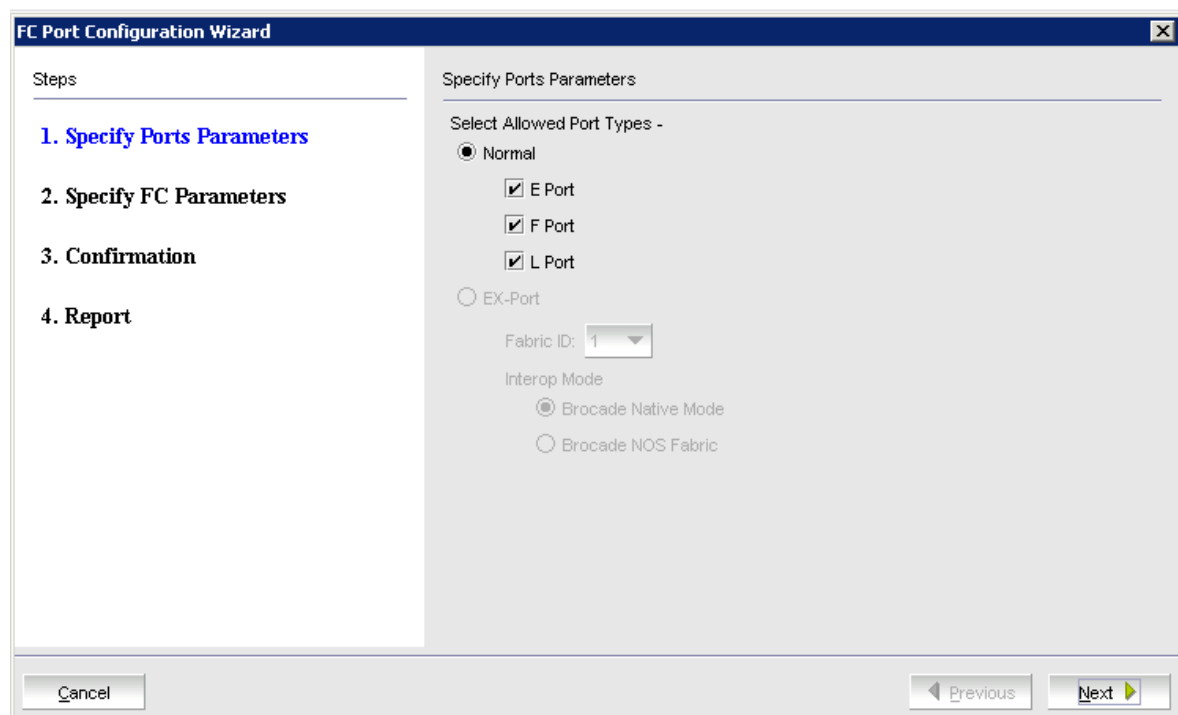 FC Port Configuration Wizard
Steps
1. Specify Ports Parameters
2. Specify FC Parameters
3. Confirmation
4. Report
Specify Ports Parameters
Select Allowed Port Types -
Normal
E Port
F Port
L Port
EX-Port
Fabric ID: 1
Interop Mode
Brocade Native Mode
Brocade NOS Fabric
Cancel
Previous
Next